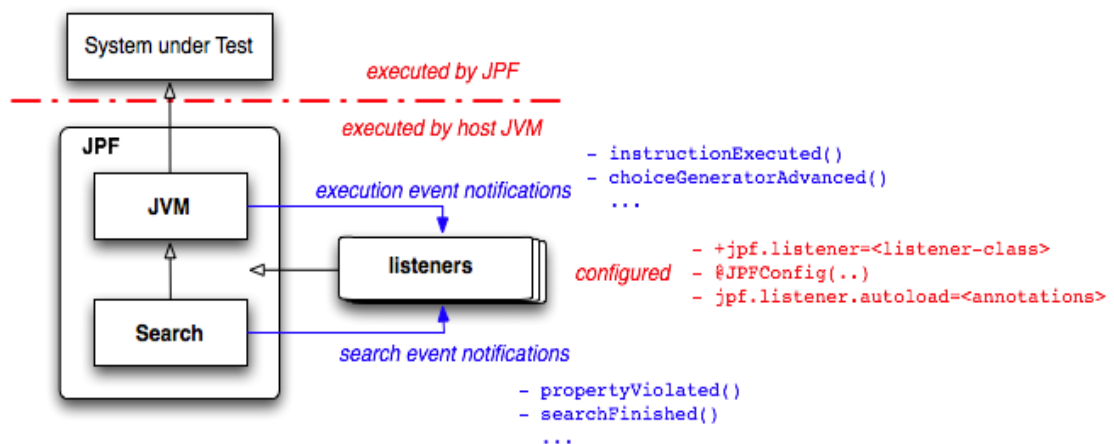 System under Test
executed by JPF
executed by host JVM
JPF
JVM
execution event notifications
- instructionExecuted()
- choiceGeneratorAdvanced()
...
listeners
configured
- +jpf.listener=<listener-class>
- @JPFConfig(..)
- jpf.listener.autoload=<annotations>
Search
search event notifications
- propertyViolated()
- searchFinished()
...